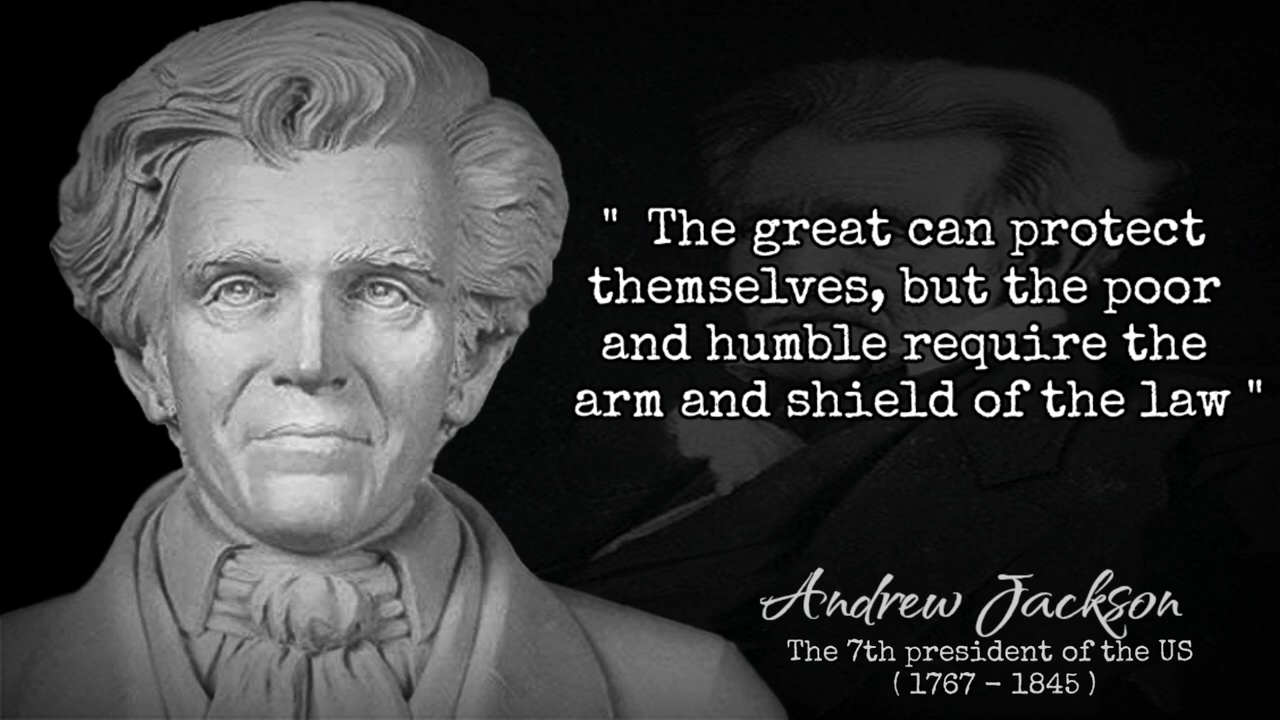 " The great can protect
themselves, but the poor
and humble require the
arm and shield of the law "
Andrew Jackson
The 7th president of the US
( 1767 - 1845 )